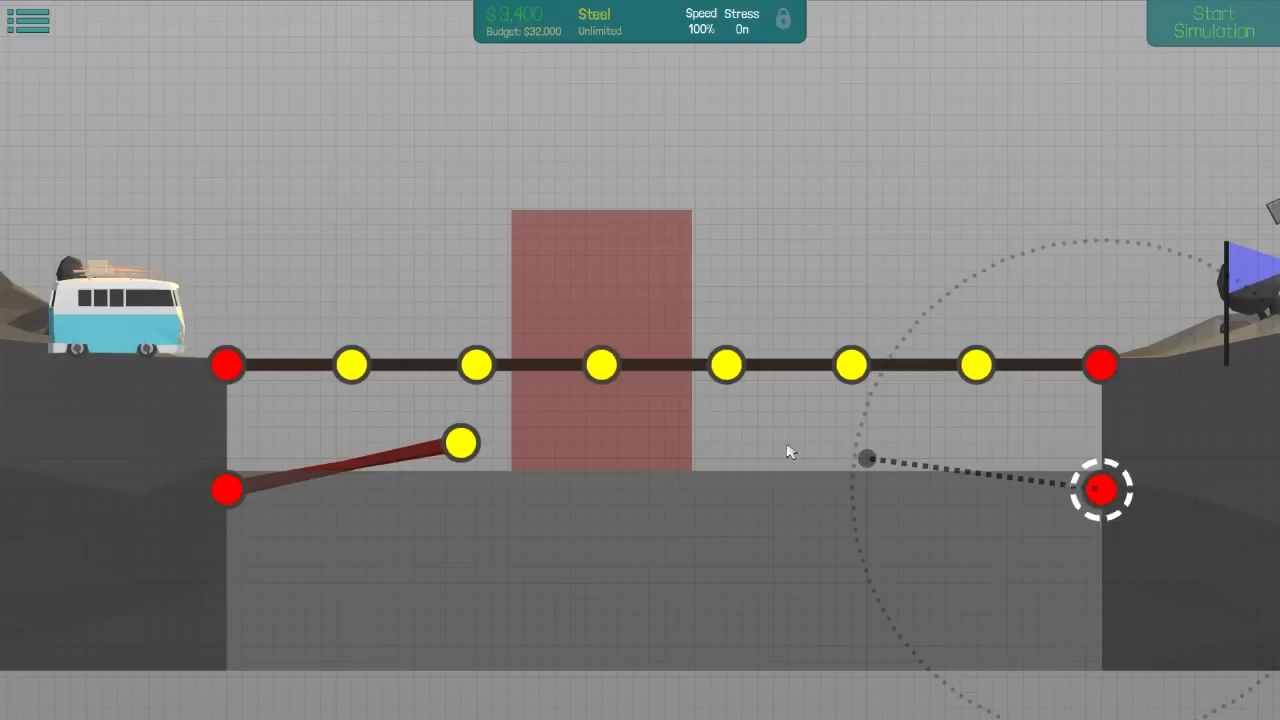 $3,400
Budget: $32,000
Steel
Unlimited
Speed
100%
Stress
On
Start
Simulation